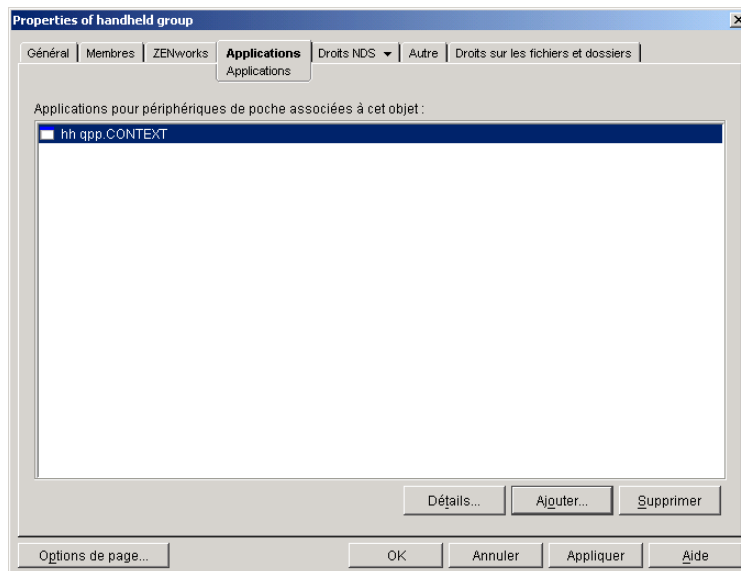 Properties of handheld group
Général Membres ZENworks Applications Droits NDS Autre Droits sur les fichiers et dossiers
Applications
Applications pour périphériques de poche associées à cet objet :
hh qpp.CONTEXT
Détails... Ajouter... Supprimer
Options de page... OK Annuler Appliquer Aide